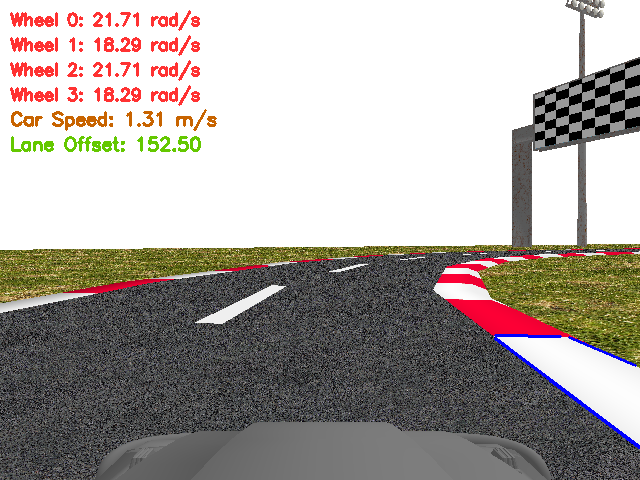 Wheel 0: 21.71 rad/s
Wheel 1: 18.29 rad/s
Wheel 2: 21.71 rad/s
Wheel 3: 18.29 rad/s
Car Speed: 1.31 m/s
Lane Offset: 152.50